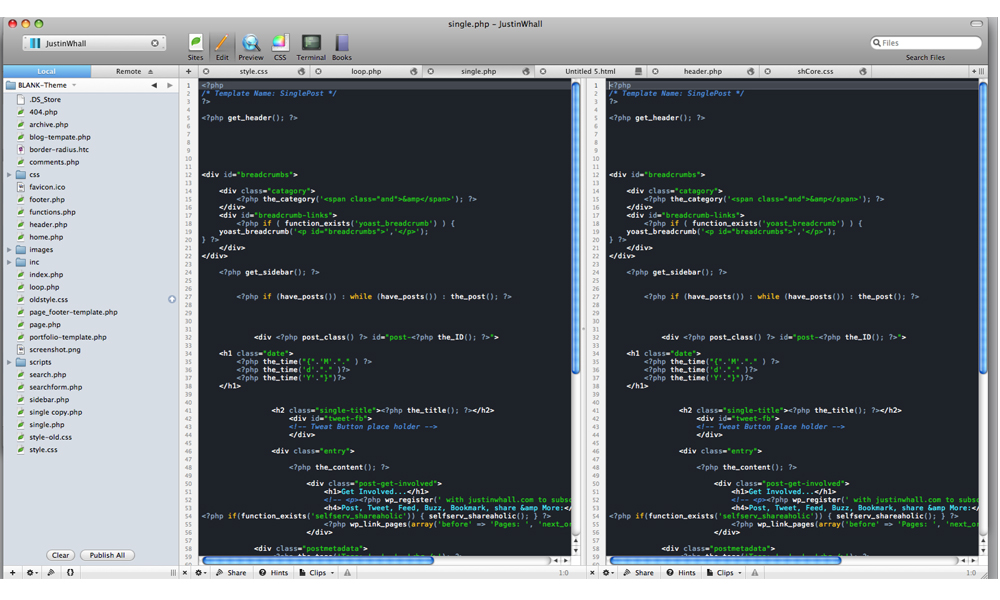 single.php – JustinWhall
JustinWhall
Sites Edit Preview CSS Terminal Books
Files
Search Files
Local Remote
style.css loop.php single.php Untitled 5.html header.php shCore.css
BLANK-Theme
.DS_Store
404.php
archive.php
blog-tempate.php
border-radius.htc
comments.php
css
favicon.ico
footer.php
functions.php
header.php
home.php
images
inc
index.php
loop.php
oldstyle.css
page_footer-template.php
page.php
portfolio-template.php
screenshot.png
scripts
search.php
searchform.php
sidebar.php
single copy.php
single.php
style-old.css
style.css
Clear Publish All
1 <?php
2 /* Template Name: SinglePost */
3 ?>
4
5 <?php get_header(); ?>
6
7
8
9
10
11
12 <div id="breadcrumbs">
13
14 <div class="catagory">
15 <?php the_category('<span class="and">&amp</span>'); ?>
16 </div>
17 <div id="breadcrumb-links">
18 <?php if ( function_exists('yoast_breadcrumb') ) {
19 yoast_breadcrumb('<p id="breadcrumbs">','</p>');
20 } ?>
21 </div>
22 </div>
23
24 <?php get_sidebar(); ?>
25
26
27 <?php if (have_posts()) : while (have_posts()) : the_post(); ?>
28
29
30
31
32 <div <?php post_class() ?> id="post-<?php the_ID(); ?>">
33
34 <h1 class="date">
35 <?php the_time("{".'M'."." ) ?>
36 <?php the_time('d'."." )?>
37 <?php the_time('Y'."}")?>
38 </h1>
39
40
41 <h2 class="single-title"><?php the_title(); ?></h2>
42 <div id="tweet-fb">
43 <!-- Tweat Button place holder -->
44 </div>
45
46 <div class="entry">
47
48 <?php the_content(); ?>
49
50 <div class="post-get-involved">
51 <h1>Get Involved...</h1>
52 <!-- <p><?php wp_register(' with justinwhall.com to subsc
53 <h4>Post, Tweet, Feed, Buzz, Bookmark, share &amp More:</
54 <?php if(function_exists('selfserv_shareaholic')) { selfserv_shareaholic(); } ?>
55 <?php wp_link_pages(array('before' => 'Pages: ', 'next_or
56 </div>
57
58 <div class="postmetadata">
59
Share Hints Clips 1:0
1 <?php
2 /* Template Name: SinglePost */
3 ?>
4
5 <?php get_header(); ?>
6
7
8
9
10
11
12 <div id="breadcrumbs">
13
14 <div class="catagory">
15 <?php the_category('<span class="and">&amp</span>'); ?>
16 </div>
17 <div id="breadcrumb-links">
18 <?php if ( function_exists('yoast_breadcrumb') ) {
19 yoast_breadcrumb('<p id="breadcrumbs">','</p>');
20 } ?>
21 </div>
22 </div>
23
24 <?php get_sidebar(); ?>
25
26
27 <?php if (have_posts()) : while (have_posts()) : the_post(); ?>
28
29
30
31
32 <div <?php post_class() ?> id="post-<?php the_ID(); ?>">
33
34 <h1 class="date">
35 <?php the_time("{".'M'."." ) ?>
36 <?php the_time('d'."." )?>
37 <?php the_time('Y'."}")?>
38 </h1>
39
40
41 <h2 class="single-title"><?php the_title(); ?></h2>
42 <div id="tweet-fb">
43 <!-- Tweat Button place holder -->
44 </div>
45
46 <div class="entry">
47
48 <?php the_content(); ?>
49
50 <div class="post-get-involved">
51 <h1>Get Involved...</h1>
52 <!-- <p><?php wp_register(' with justinwhall.com to subsc
53 <h4>Post, Tweet, Feed, Buzz, Bookmark, share &amp More:</
54 <?php if(function_exists('selfserv_shareaholic')) { selfserv_shareaholic(); } ?>
55 <?php wp_link_pages(array('before' => 'Pages: ', 'next_or
56 </div>
57
58 <div class="postmetadata">
59
Share Hints Clips 1:0